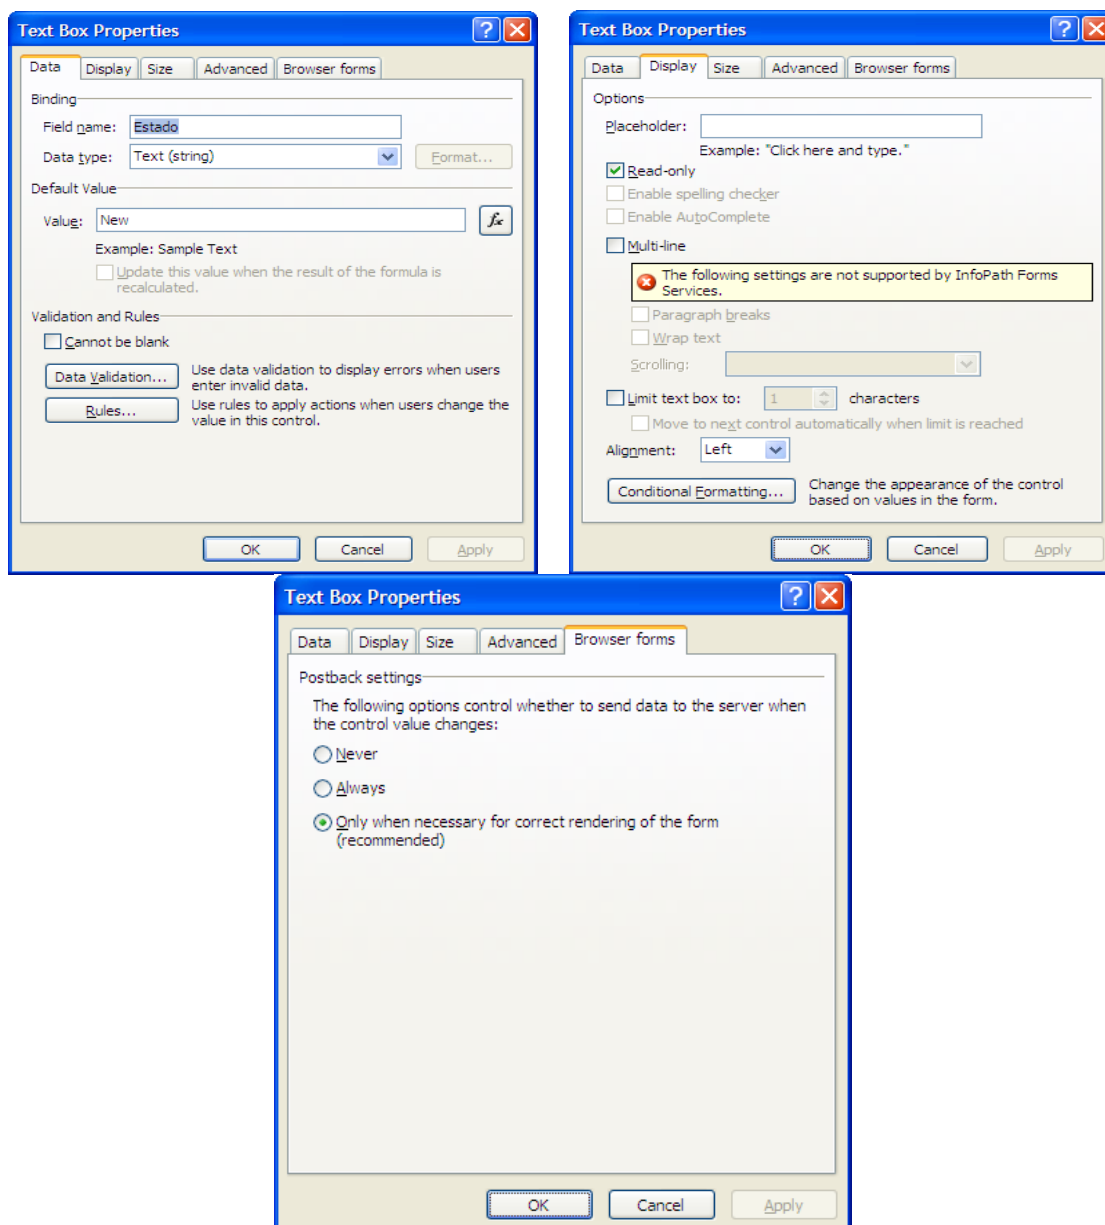 Text Box Properties
Data Display Size Advanced Browser forms
Binding
Field name: Estado
Data type: Text (string) Format...
Default Value
Value: New
Example: Sample Text
Update this value when the result of the formula is
recalculated.
Validation and Rules
Cannot be blank
Data Validation... Use data validation to display errors when users
enter invalid data.
Rules... Use rules to apply actions when users change the
value in this control.
OK Cancel Apply
Text Box Properties
Data Display Size Advanced Browser forms
Options
Placeholder:
Example: "Click here and type."
Read-only
Enable spelling checker
Enable AutoComplete
Multi-line
The following settings are not supported by InfoPath Forms
Services.
Paragraph breaks
Wrap text
Scrolling:
Limit text box to: 1 characters
Move to next control automatically when limit is reached
Alignment: Left
Conditional Formatting... Change the appearance of the control
based on values in the form.
OK Cancel Apply
Text Box Properties
Data Display Size Advanced Browser forms
Postback settings
The following options control whether to send data to the server when
the control value changes:
Never
Always
Only when necessary for correct rendering of the form
(recommended)
OK Cancel Apply